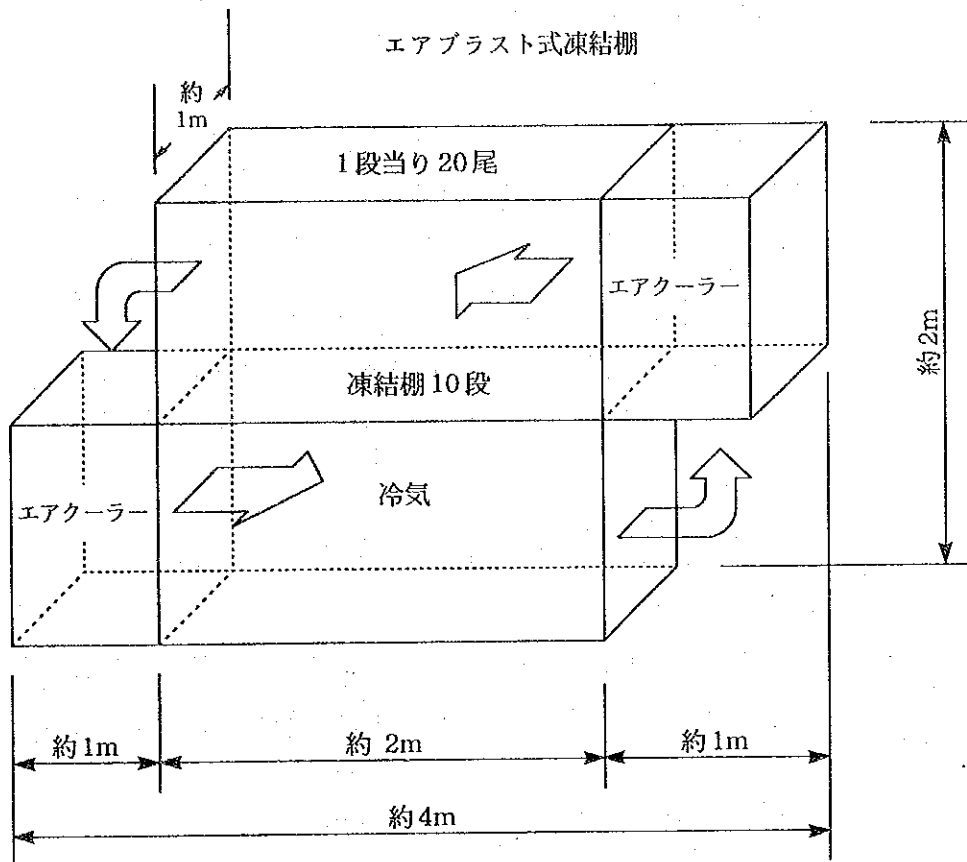 エアブラスト式凍結棚
約
1m
1段当り20尾
エアクーラー
約2m
凍結棚10段
エアクーラー
冷気
約1m
約 2m
約1m
約4m